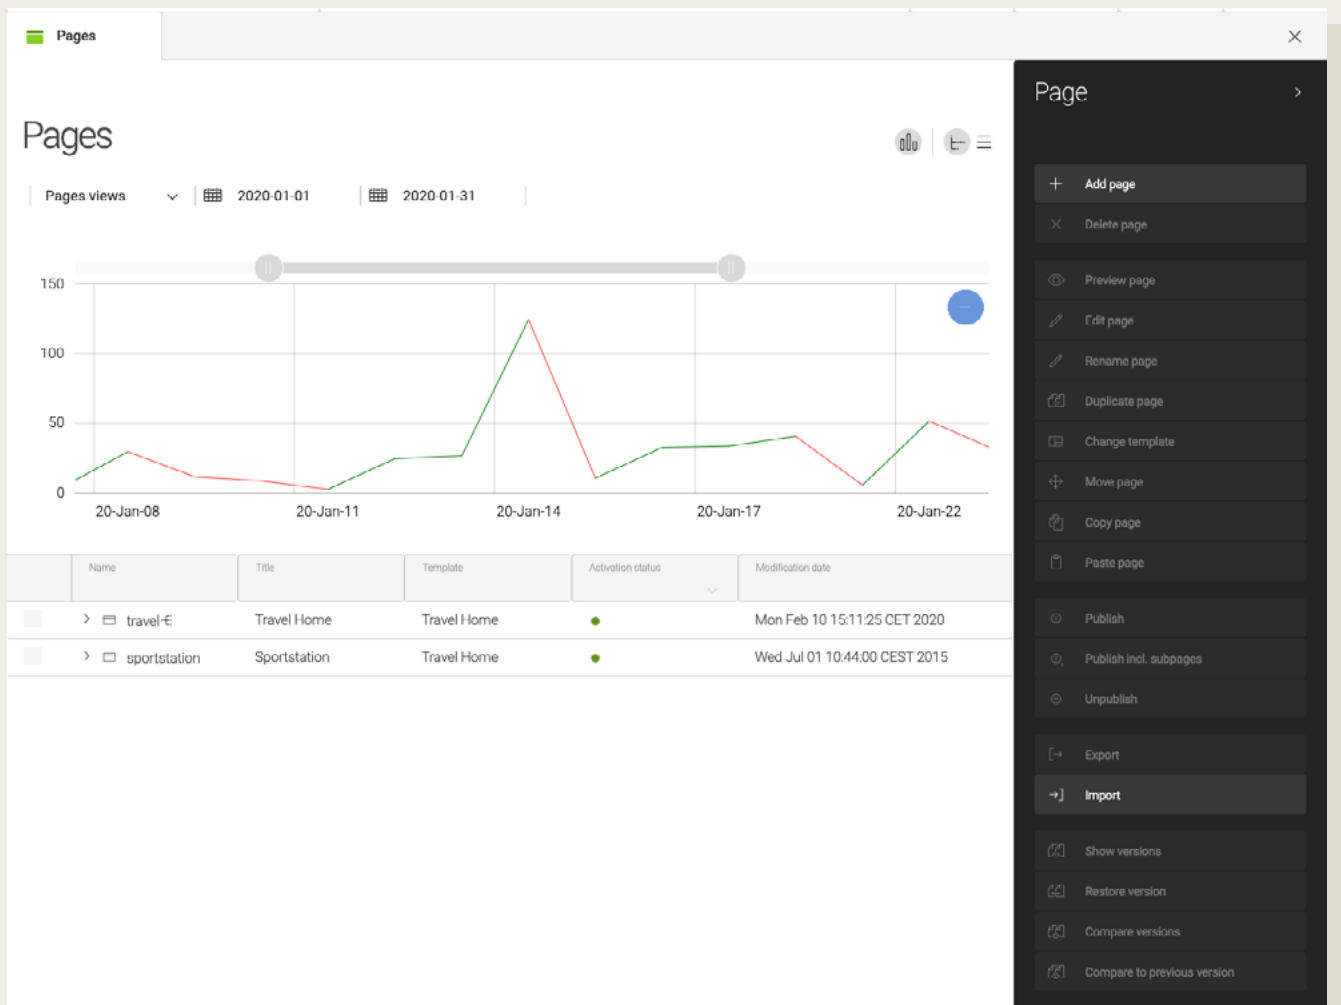 Pages
Page
Pages
Pages views 2020-01-01 2020-01-31
150
100
50
0
20-Jan-08 20-Jan-11 20-Jan-14 20-Jan-17 20-Jan-22
Name Title Template Activation status Modification date
travel Travel Home Travel Home Mon Feb 10 15:11:25 CET 2020
sportstation Sportstation Travel Home Wed Jul 01 10:44:00 CEST 2015
Add page
Delete page
Preview page
Edit page
Rename page
Duplicate page
Change template
Move page
Copy page
Paste page
Publish
Publish incl. subpages
Unpublish
Export
Import
Show versions
Restore version
Compare versions
Compare to previous version